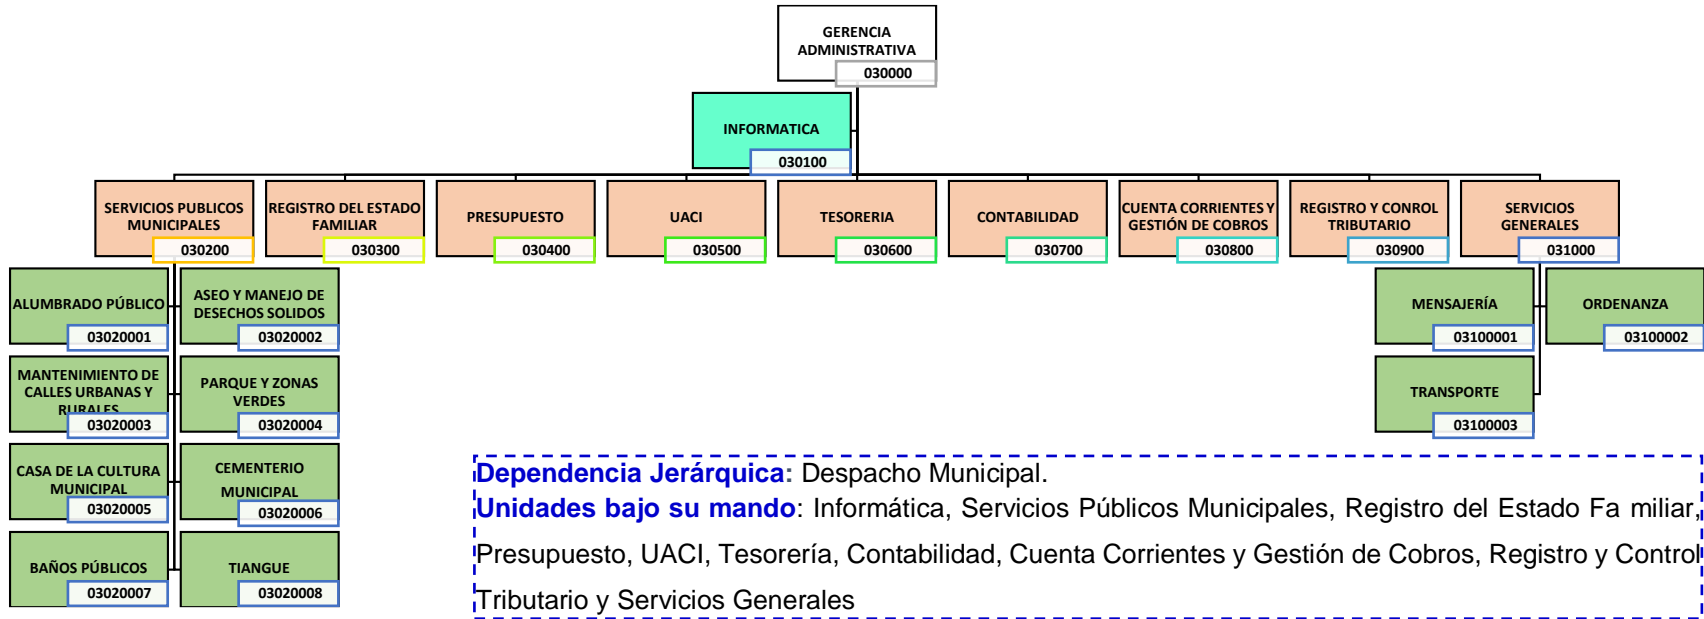 GERENCIA
ADMINISTRATIVA
030000
INFORMATICA
030100
SERVICIOS PUBLICOS
MUNICIPALES
030200
REGISTRO DEL ESTADO
FAMILIAR
030300
PRESUPUESTO
030400
UACI
030500
TESORERIA
030600
CONTABILIDAD
030700
CUENTA CORRIENTES Y
GESTIÓN DE COBROS
030800
REGISTRO Y CONROL
TRIBUTARIO
030900
SERVICIOS
GENERALES
031000
ALUMBRADO PÚBLICO
03020001
ASEO Y MANEJO DE
DESECHOS SOLIDOS
03020002
MENSAJERÍA
03100001
ORDENANZA
03100002
MANTENIMIENTO DE
CALLES URBANAS Y
RURALES
03020003
PARQUE Y ZONAS
VERDES
03020004
TRANSPORTE
03100003
CASA DE LA CULTURA
MUNICIPAL
03020005
CEMENTERIO
MUNICIPAL
03020006
BAÑOS PÚBLICOS
03020007
TIANGUE
03020008
Dependencia Jerárquica: Despacho Municipal.
Unidades bajo su mando: Informática, Servicios Públicos Municipales, Registro del Estado Fa miliar,
Presupuesto, UACI, Tesorería, Contabilidad, Cuenta Corrientes y Gestión de Cobros, Registro y Control
Tributario y Servicios Generales